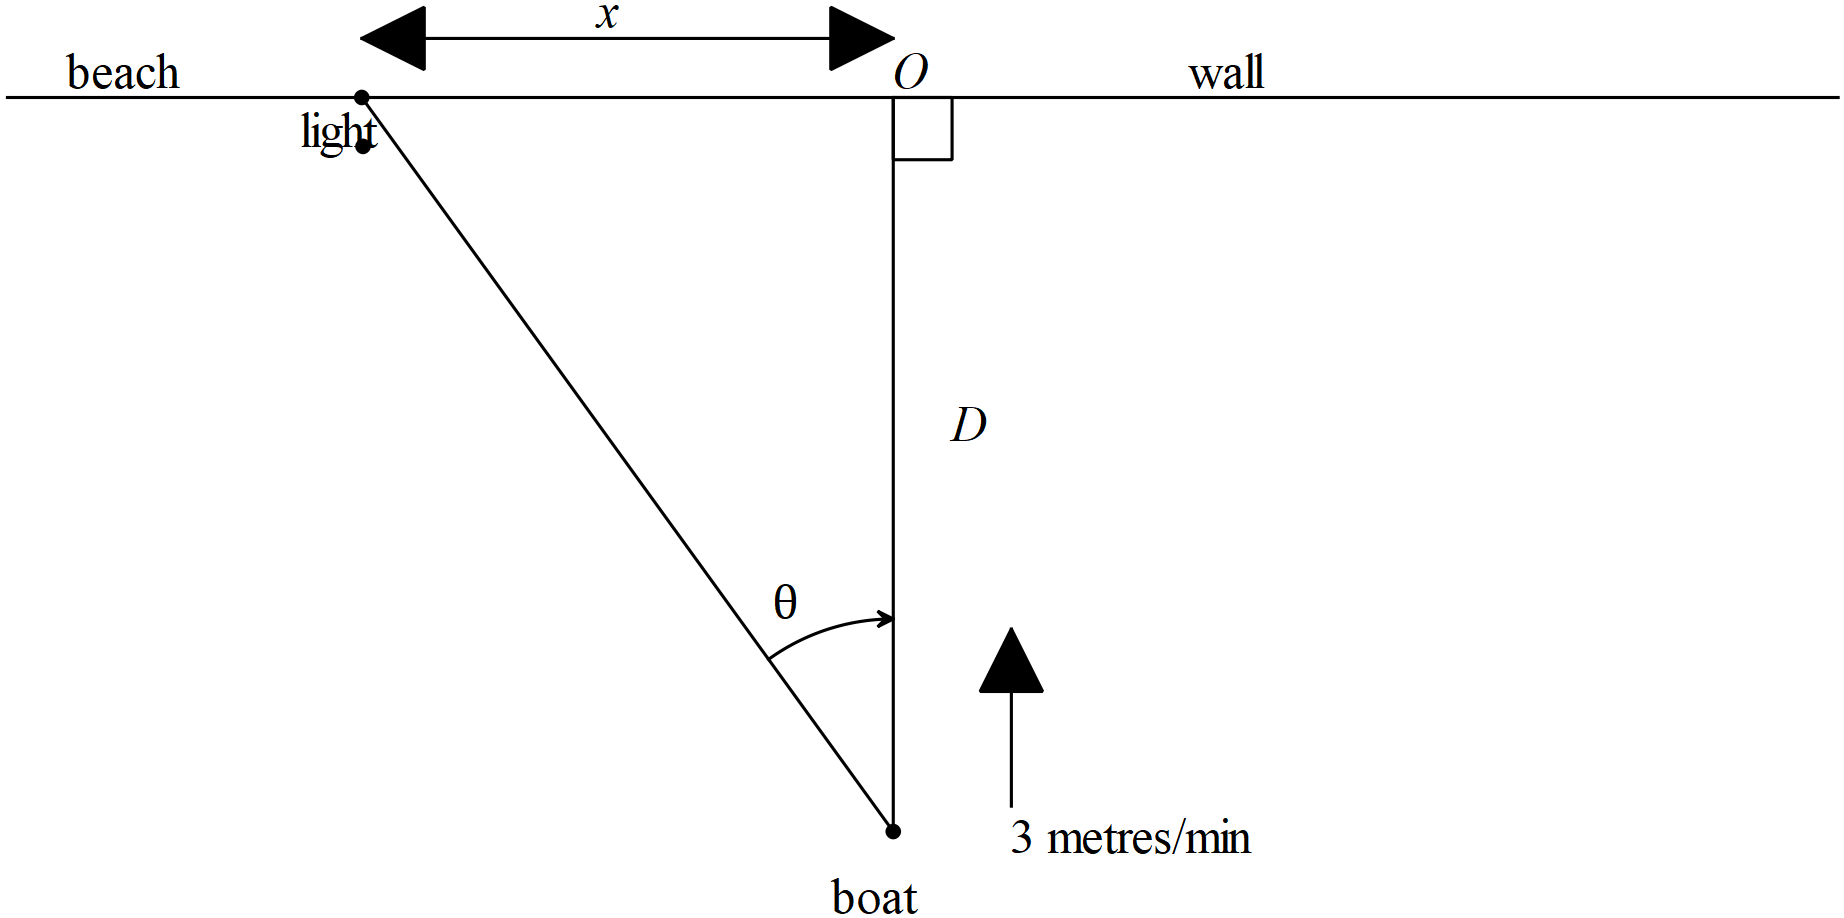 x
beach
O
wall
light
D
θ
3 metres/min
boat